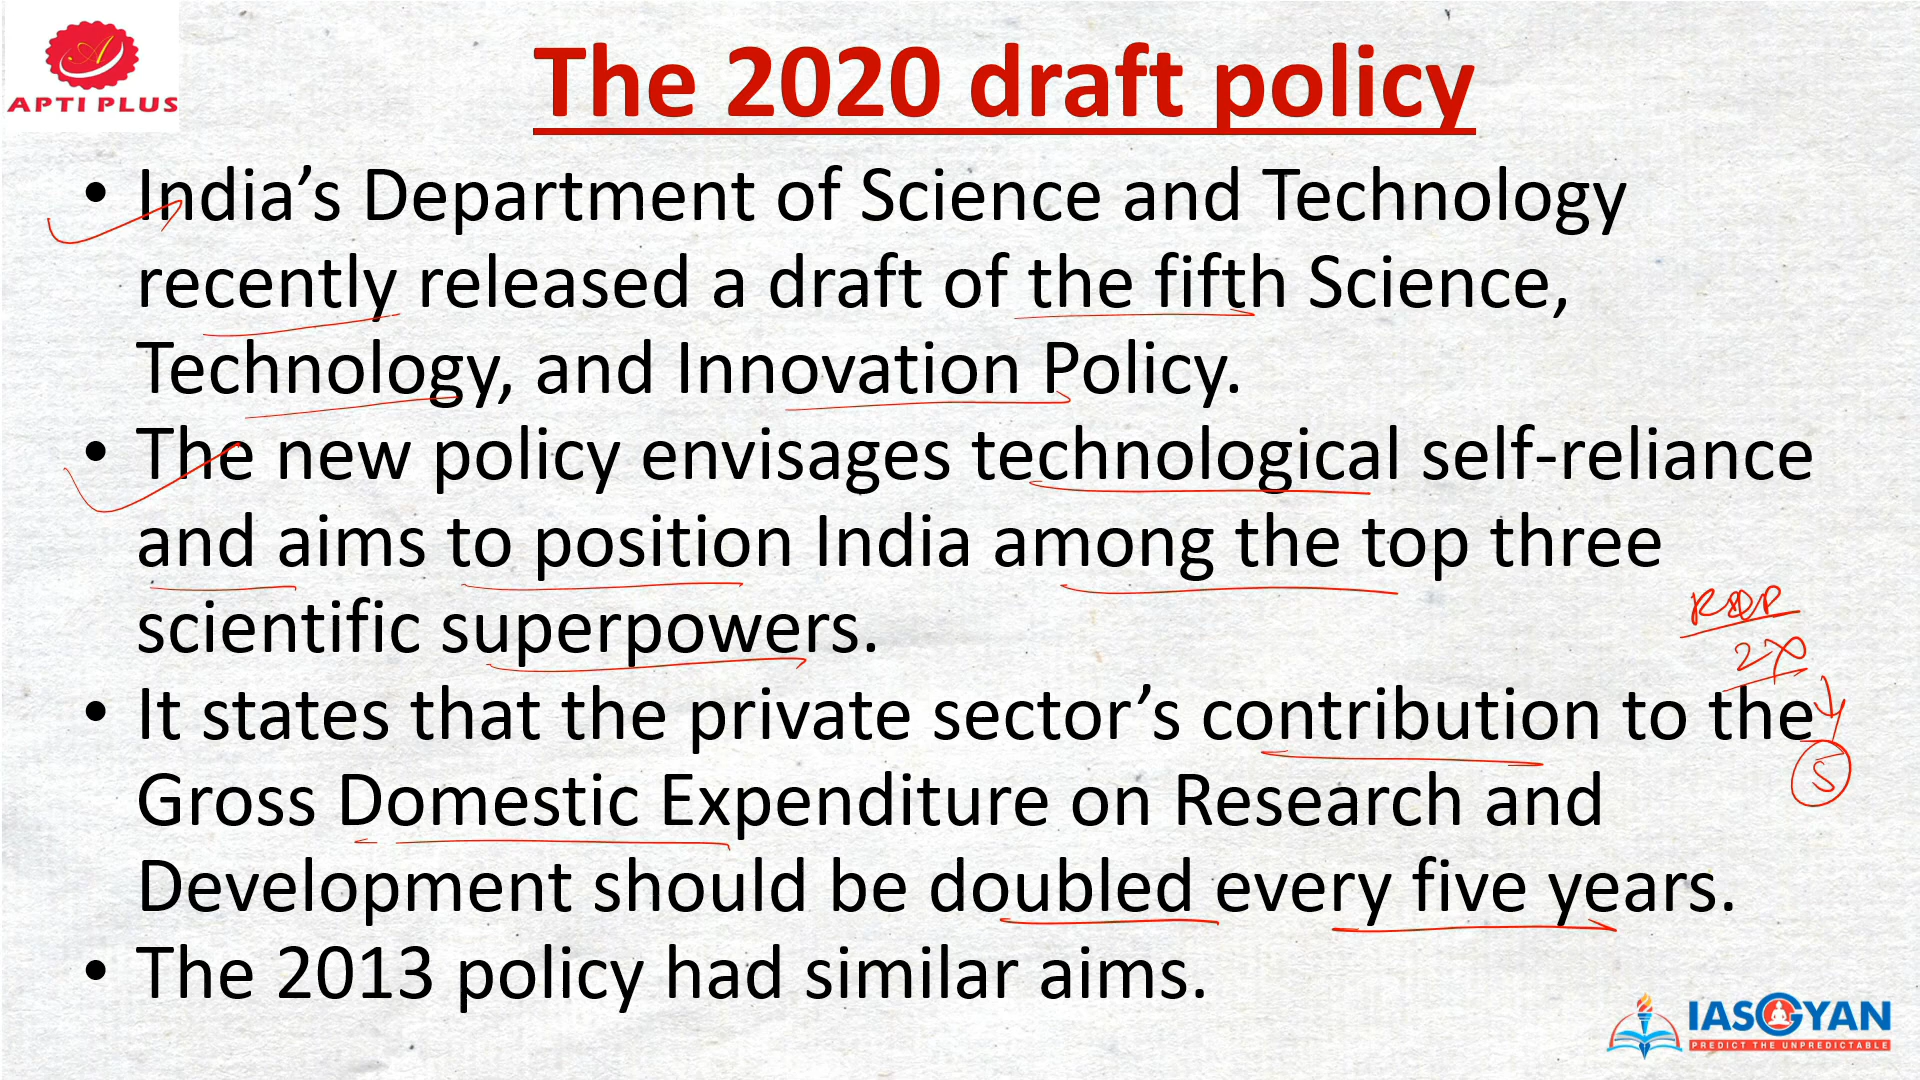 APTI PLUS
The 2020 draft policy
• India’s Department of Science and Technology
recently released a draft of the fifth Science,
Technology, and Innovation Policy.
• The new policy envisages technological self-reliance
and aims to position India among the top three
scientific superpowers.
2X
• It states that the private sector’s contribution to the
5
Gross Domestic Expenditure on Research and
Development should be doubled every five years.
• The 2013 policy had similar aims.
IASGYAN
PREDICT THE UNPREDICTABLE